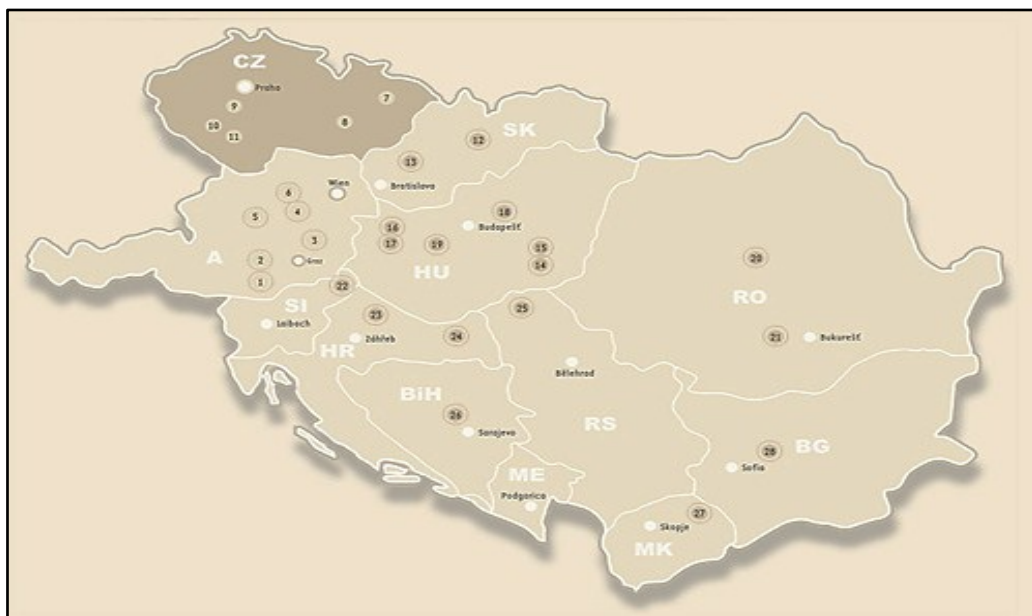 CZ
Praha
7
9
8
10
11
SK
12
13
Bratislava
Wien
6
4
5
3
A
2
Graz
1
18
16
Budapešť
17
19
15
14
HU
20
RO
22
SI
25
23
Laibach
24
Záhřeb
HR
21
Bukurešť
Bělehrad
BiH
26
Sarajevo
RS
BG
28
Sofia
ME
Podgorica
27
Skopje
MK